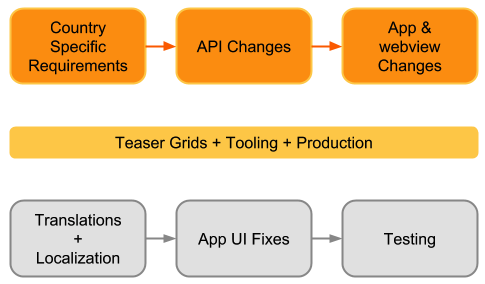 Country
Specific
Requirements
API Changes
App &
webview
Changes
Teaser Grids + Tooling + Production
Translations
+
Localization
App UI Fixes
Testing